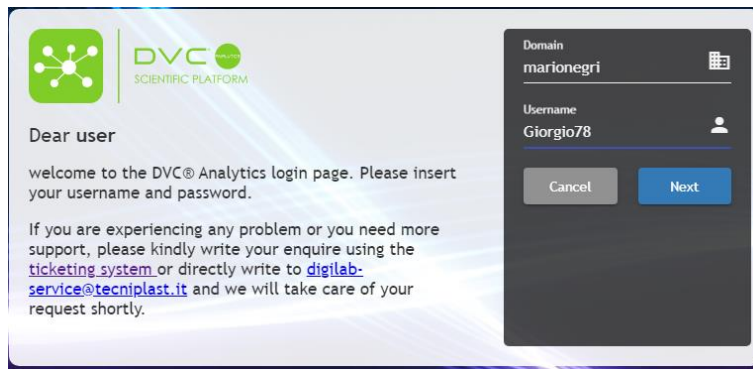 DVC
SCIENTIFIC PLATFORM
Dear user
welcome to the DVC® Analytics login page. Please insert
your username and password.
If you are experiencing any problem or you need more
support, please kindly write your enquire using the
ticketing system or directly write to digilab-
service@tecniplast.it and we will take care of your
request shortly.
Domain
marionegri
Username
Giorgio78
Cancel
Next